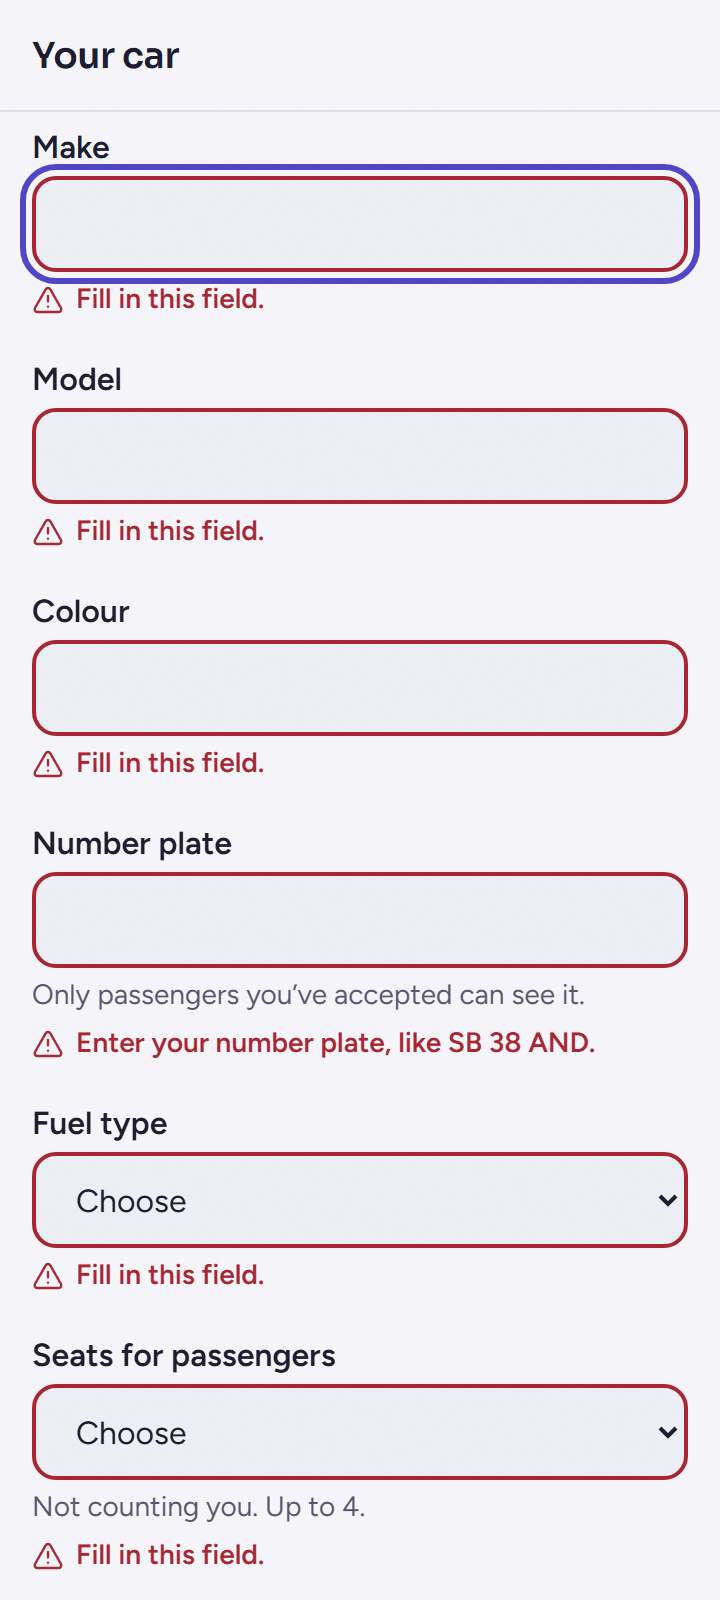 Your car
Make
Fill in this field.
Model
Fill in this field.
Colour
Fill in this field.
Number plate
Only passengers you’ve accepted can see it.
Enter your number plate, like SB 38 AND.
Fuel type
Choose
Fill in this field.
Seats for passengers
Choose
Not counting you. Up to 4.
Fill in this field.